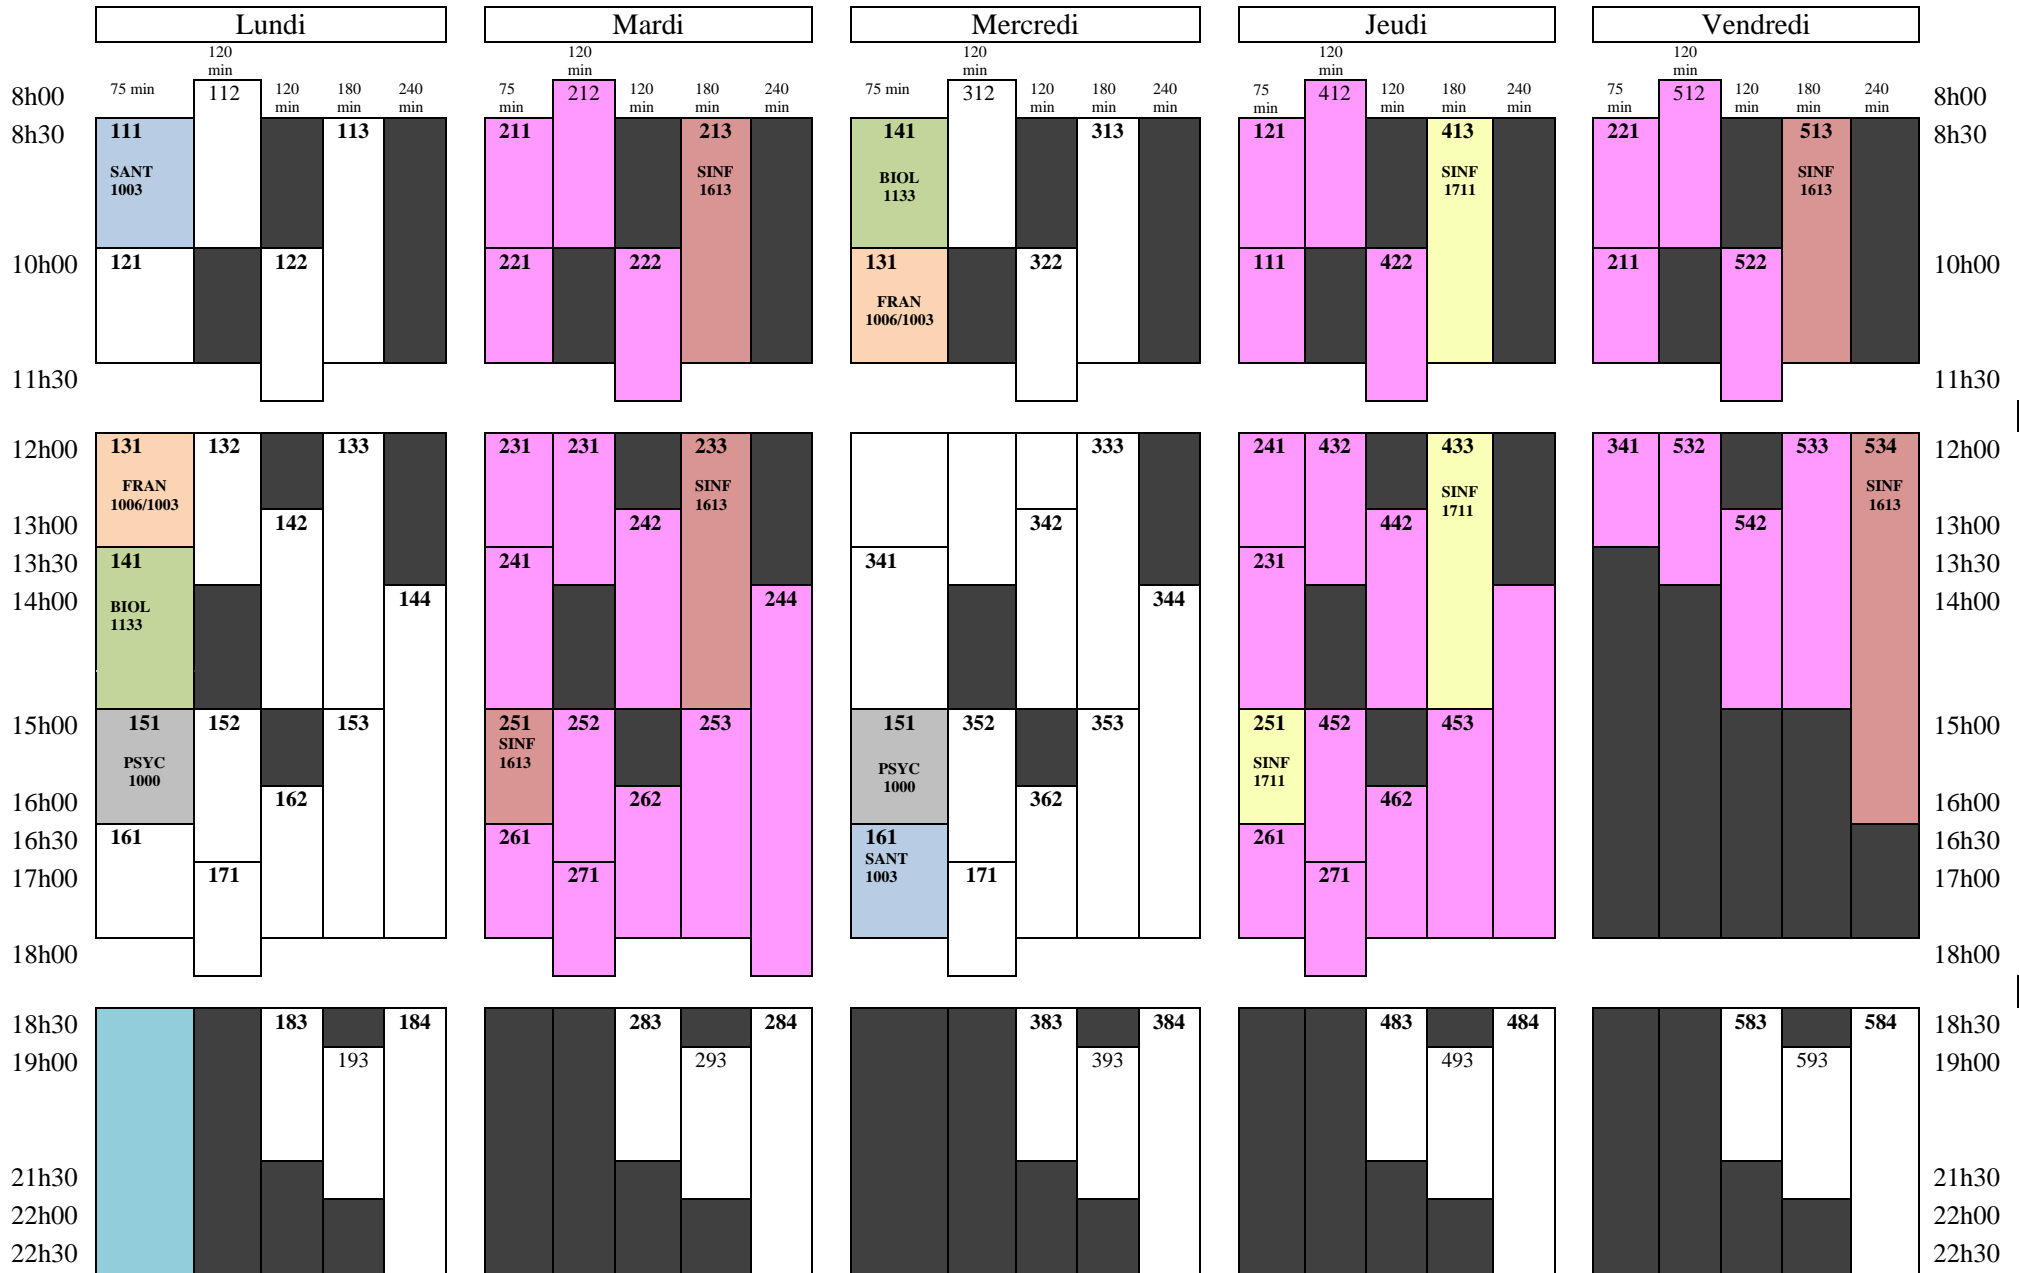 Lundi Mardi Mercredi Jeudi Vendredi
120 120 120 120 120
min min min min min
75 min 120 180 240 75 120 180 240 75 min 120 180 240 75 120 180 240 75 120 180 240
min min min min min min min min min min min min min min min min min min min
8h00 112 212 312 412 512 8h00
8h30 111 113 211 213 141 313 121 413 221 513 8h30
SANT SINF BIOL SINF SINF
1003 1613 1133 1711 1613
10h00 121 122 221 222 131 322 111 422 211 522 10h00
FRAN
1006/1003
11h30 11h30
12h00 131 132 133 231 231 233 333 241 432 433 341 532 533 534 12h00
FRAN SINF SINF SINF
1006/1003 1613 1711 1613
13h00 142 242 342 442 542 13h00
13h30 141 241 341 231 13h30
14h00 144 244 344 14h00
BIOL
1133
15h00 151 152 153 251 252 253 151 352 353 251 452 453 15h00
SINF
1613
PSYC PSYC SINF
1000 1000 1711
16h00 162 262 362 462 16h00
16h30 161 261 161 261 16h30
SANT
1003
17h00 171 271 171 271 17h00
18h00 18h00
18h30 183 184 283 284 383 384 483 484 583 584 18h30
19h00 193 293 393 493 593 19h00
21h30 21h30
22h00 22h00
22h30 22h30